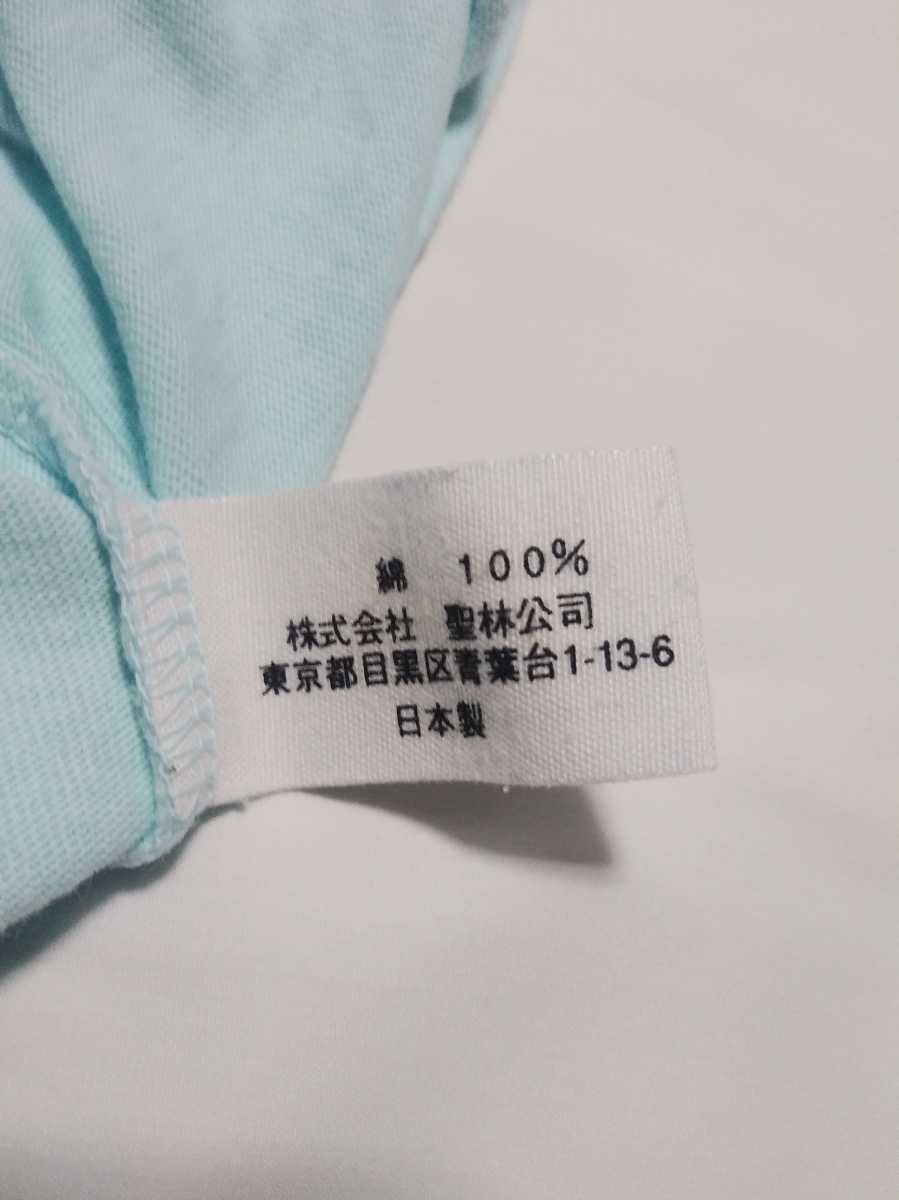 綿 100%
株式会社 聖林公司
東京都目黒区青葉台1-13-6
日本製